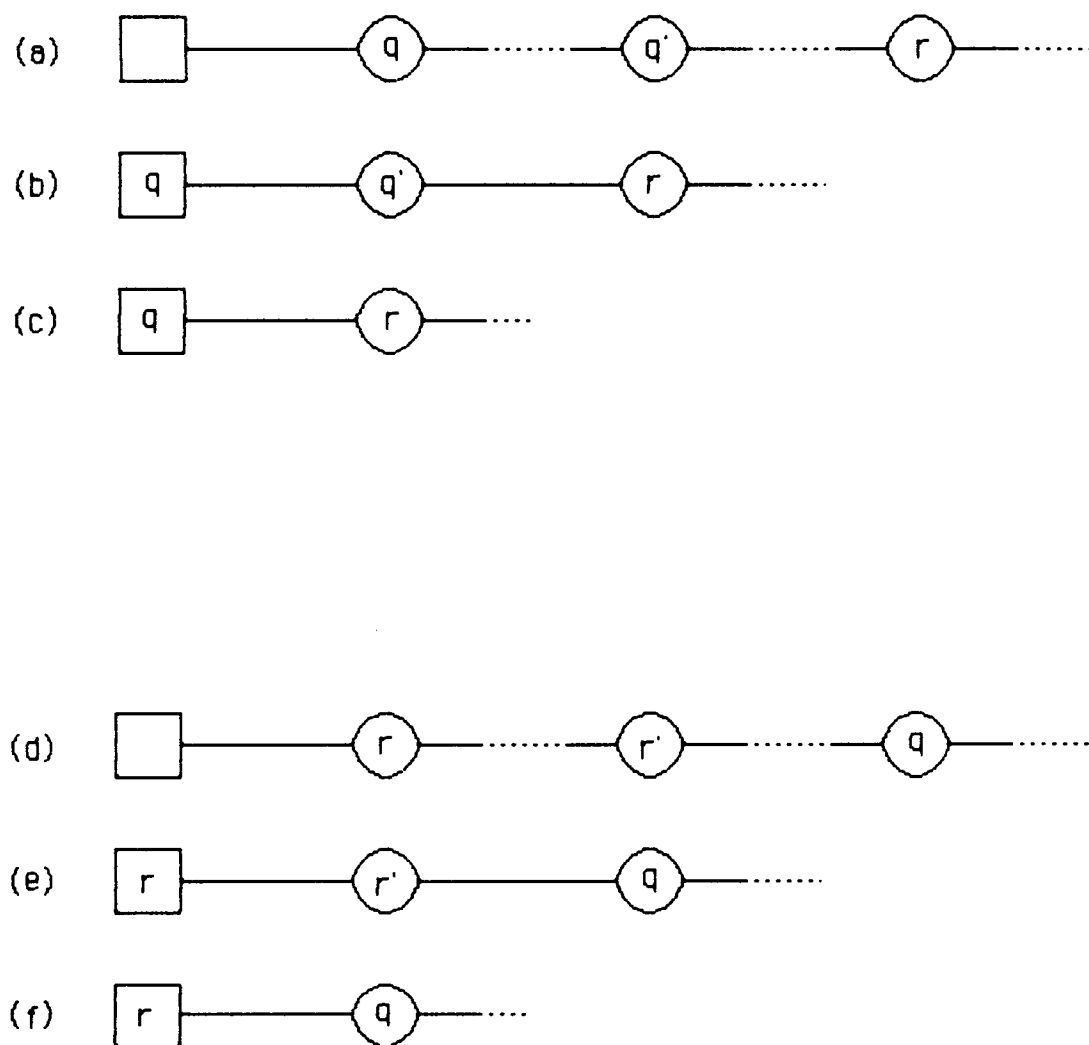 (a) q q' r
(b) q q' r
(c) q r
(d) r r' q
(e) r r' q
(f) r q